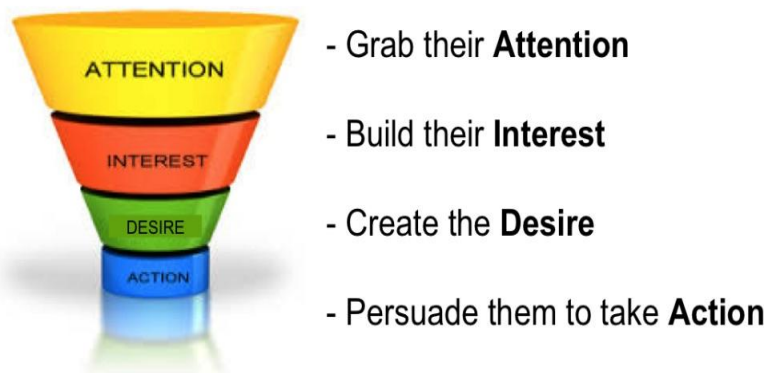 ATTENTION
INTEREST
DESIRE
ACTION
- Grab their Attention
- Build their Interest
- Create the Desire
- Persuade them to take Action